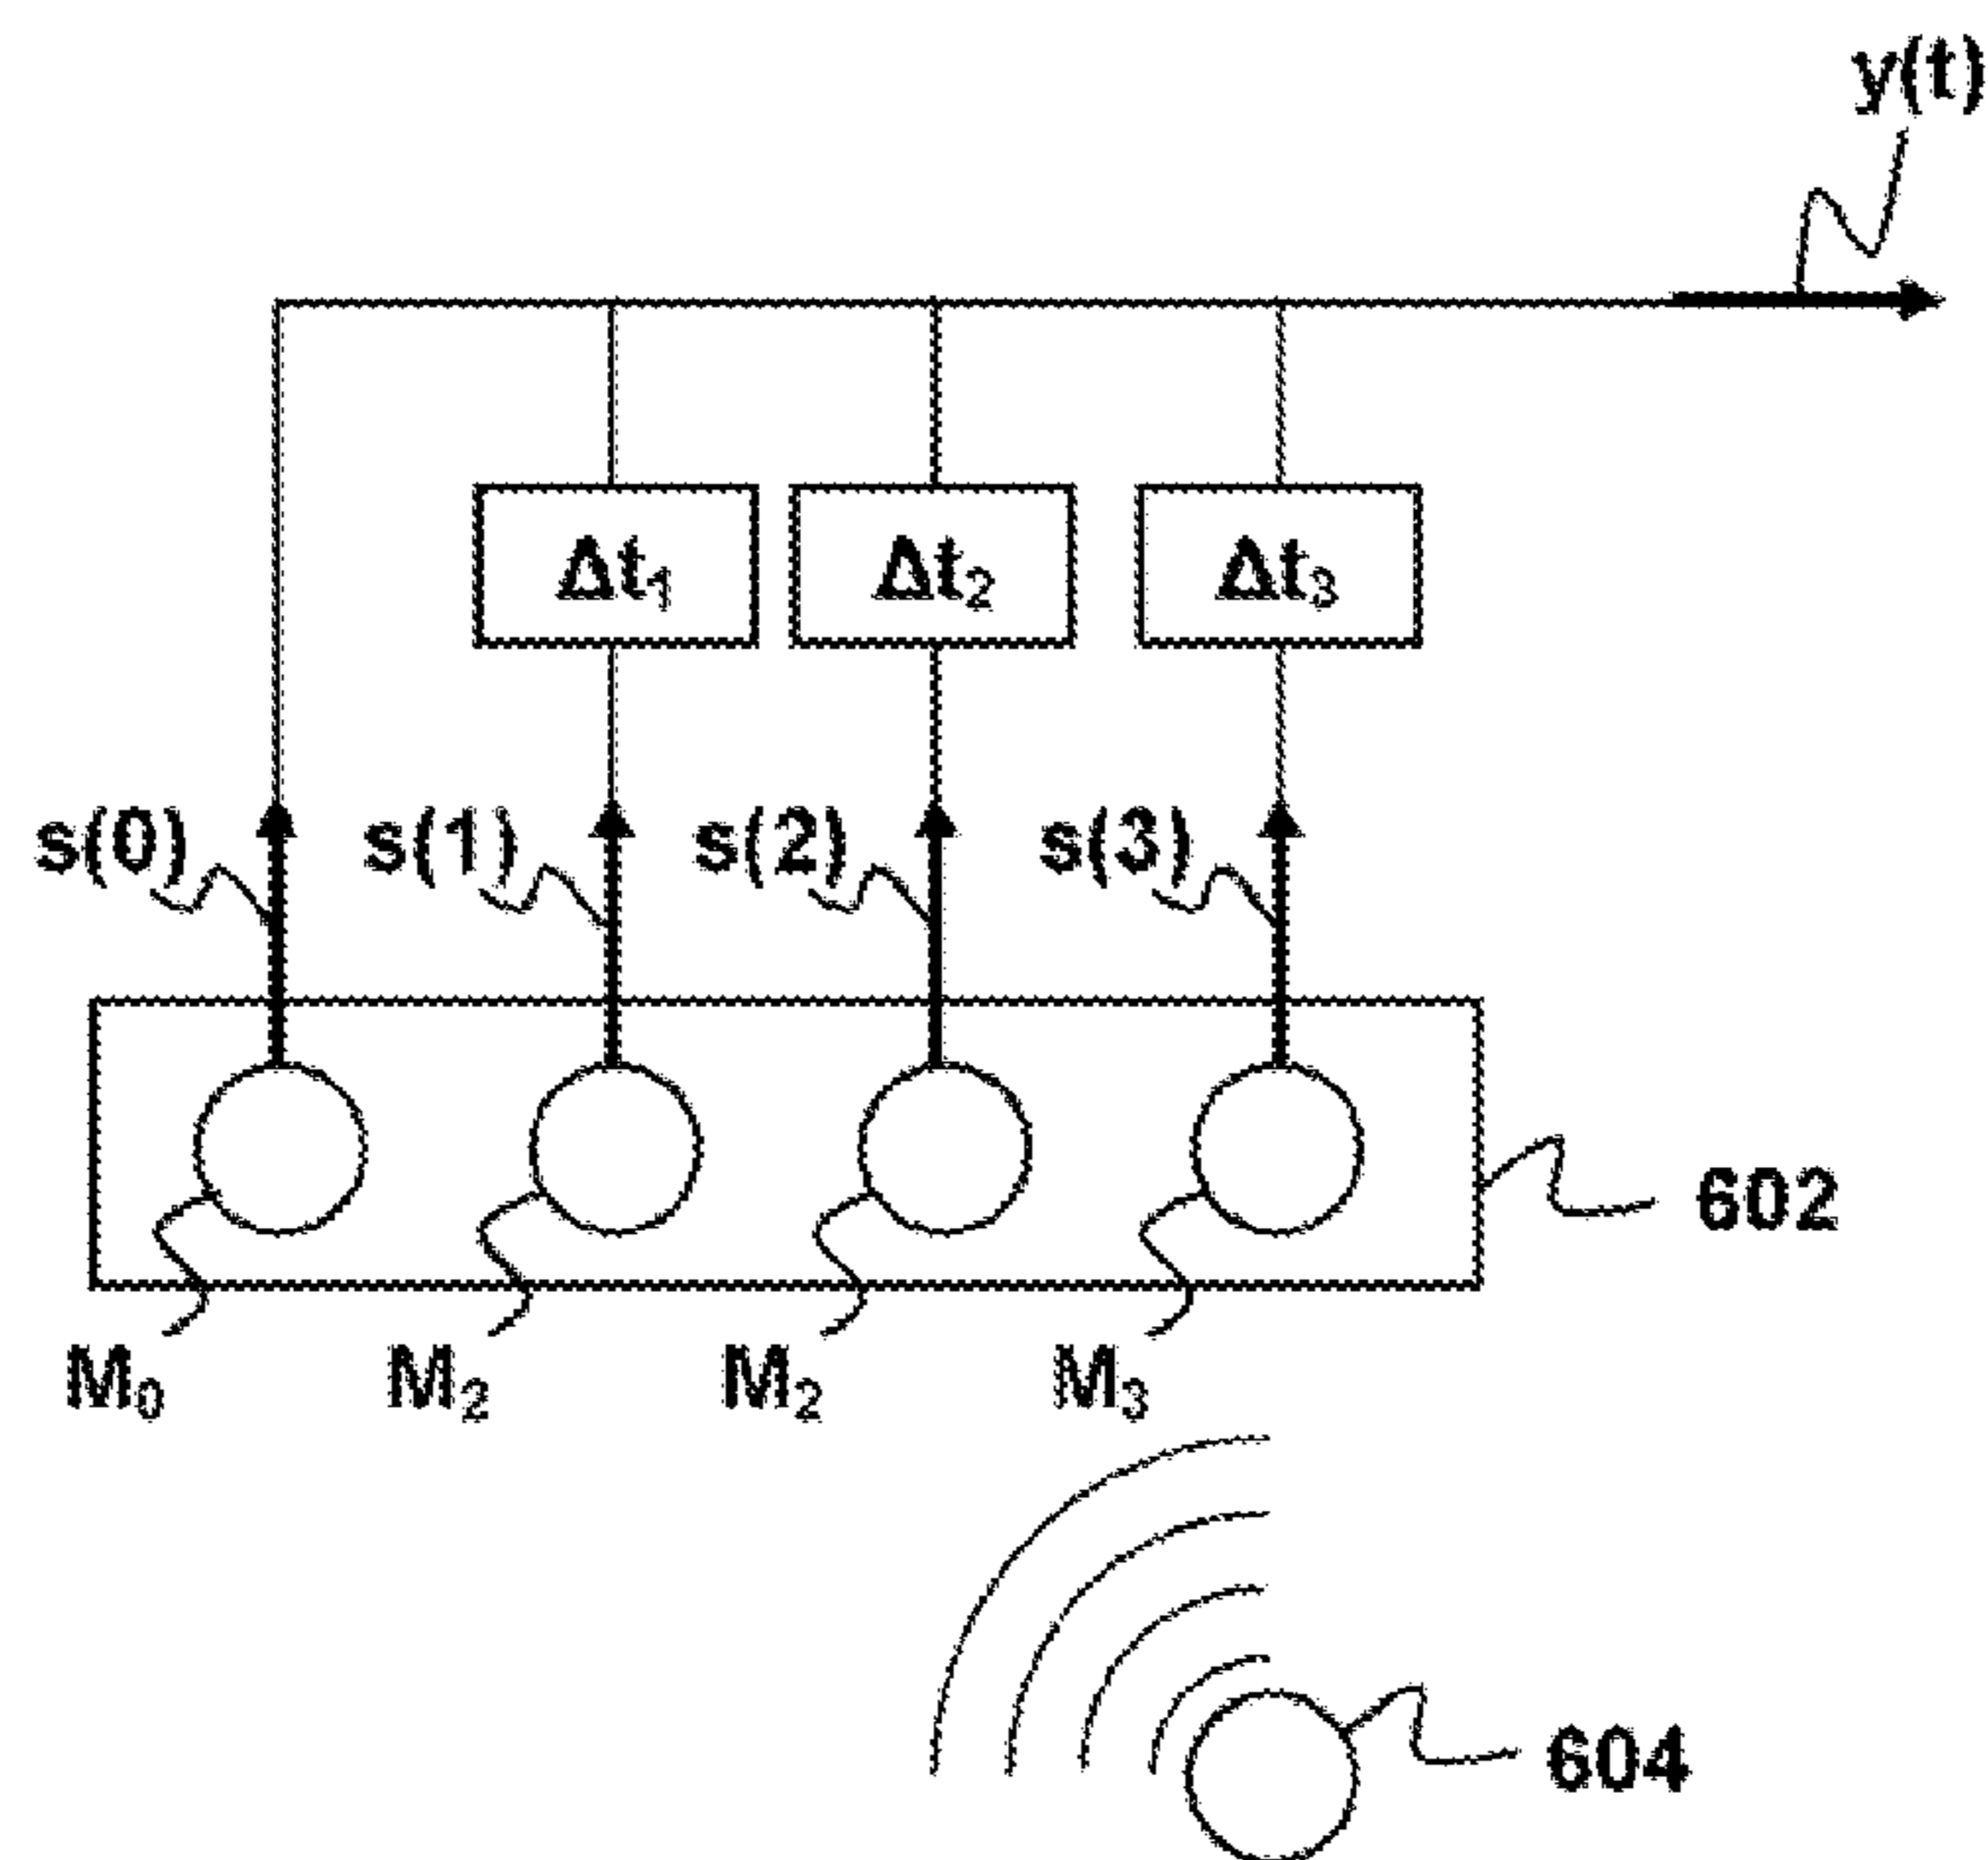 y(t)
Δt₁ Δt₂ Δt₃
s(0) s(1) s(2) s(3)
602
M₀ M₂ M₂ M₃
604